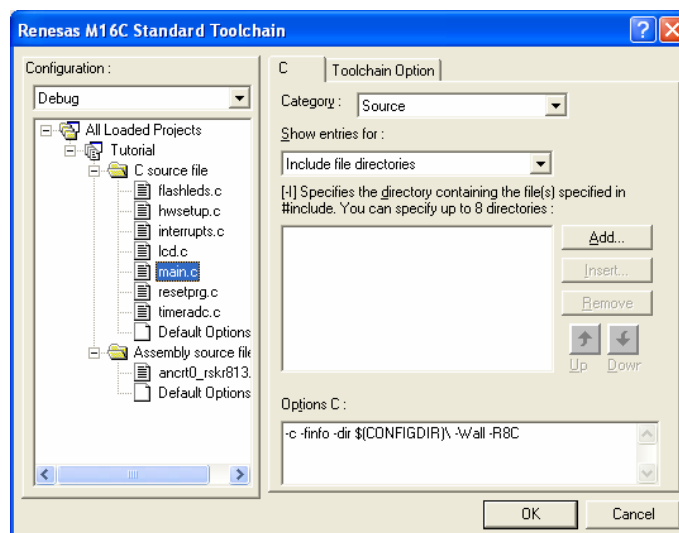 Renesas M16C Standard Toolchain
Configuration :
Debug
All Loaded Projects
Tutorial
C source file
flashleds.c
hwsetup.c
interrupts.c
lcd.c
main.c
resetprg.c
timeradc.c
Default Options
Assembly source file
ancrt0_rskr813.
Default Options
C
Toolchain Option
Category :
Source
Show entries for :
Include file directories
[-I] Specifies the directory containing the file(s) specified in
#include. You can specify up to 8 directories :
Add...
Insert...
Remove
Up
Down
Options C :
-c -finfo -dir $(CONFIGDIR)\ -Wall -R8C
OK
Cancel